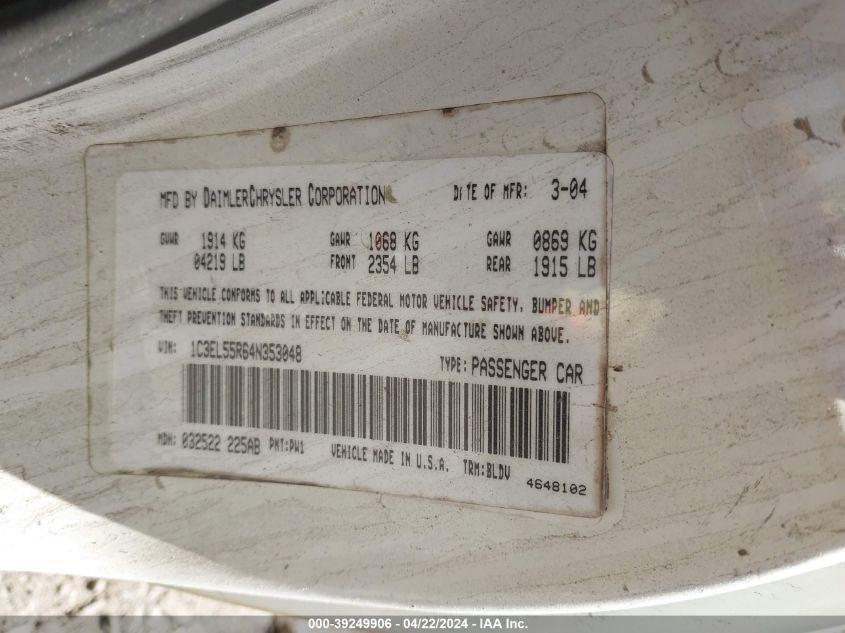 MFD BY DAIMLERCHRYSLER CORPORATION DATE OF MFR: 3-04
GVWR 1914 KG GAWR 1068 KG GAWR 0869 KG
04219 LB FRONT 2354 LB REAR 1915 LB
THIS VEHICLE CONFORMS TO ALL APPLICABLE FEDERAL MOTOR VEHICLE SAFETY, BUMPER AND
THEFT PREVENTION STANDARDS IN EFFECT ON THE DATE OF MANUFACTURE SHOWN ABOVE.
VIN: 1C3EL55R64N353048 TYPE: PASSENGER CAR
MDH: 032522 225AB PNT:PW1 VEHICLE MADE IN U.S.A. TRM:BLDV
4648102
000-39249906 - 04/22/2024 - IAA Inc.